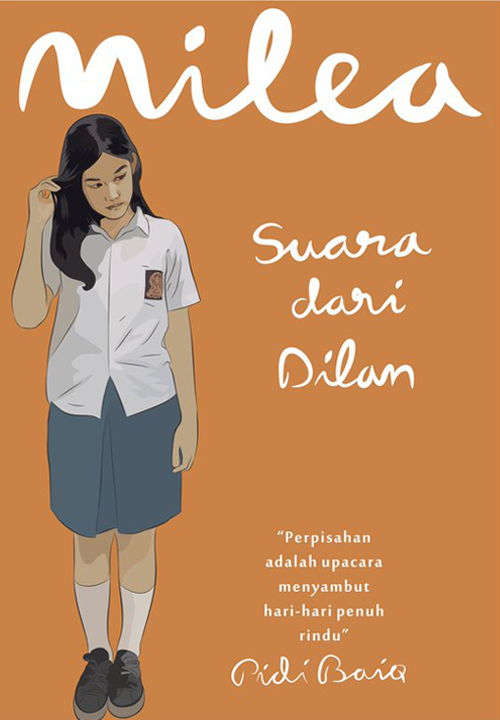 Milea
Suara
dari
Dilan
“Perpisahan
adalah upacara
menyambut
hari-hari penuh
rindu”
Pidi Baiq